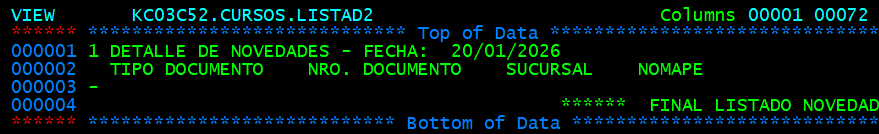 VIEW       KC03C52.CURSOS.LISTAD2                          Columns 00001 00072
****** ***************************** Top of Data ******************************
000001 1 DETALLE DE NOVEDADES - FECHA:  20/01/2026
000002   TIPO DOCUMENTO    NRO. DOCUMENTO    SUCURSAL    NOMAPE
000003 -
000004                                            ******  FINAL LISTADO NOVEDAD
****** **************************** Bottom of Data ****************************